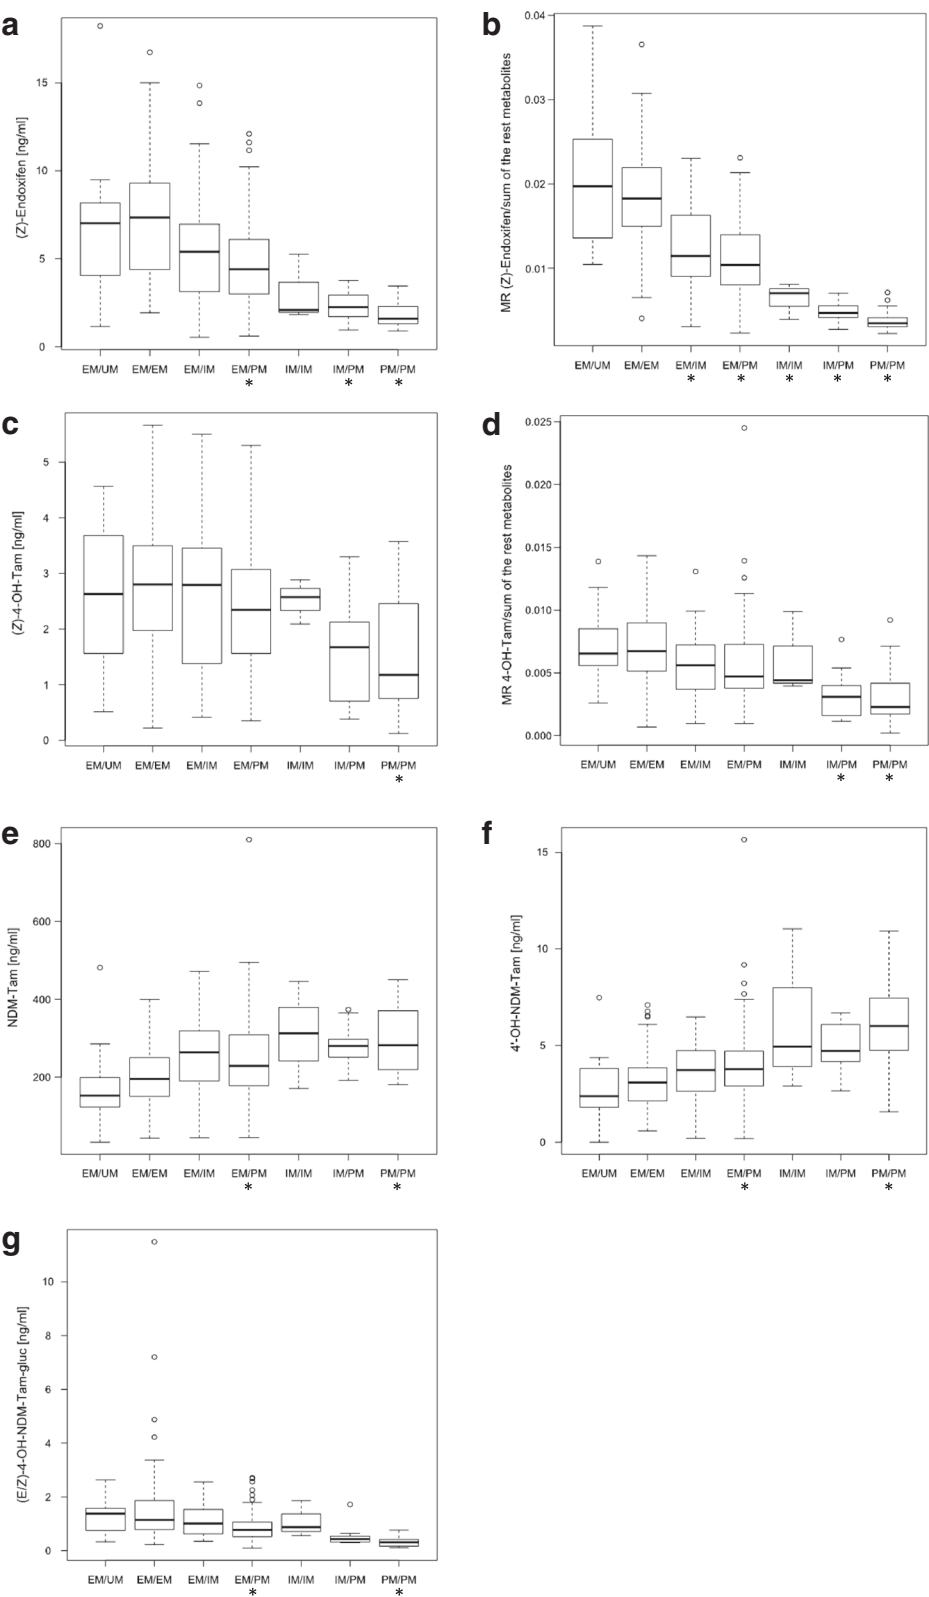 a
(Z)-Endoxifen [ng/ml]
15
10
5
0
EM/UM EM/EM EM/IM EM/PM IM/IM IM/PM PM/PM
* * *
b
MR (Z)-Endoxifen/sum of the rest metabolites
0.04
0.03
0.02
0.01
EM/UM EM/EM EM/IM EM/PM IM/IM IM/PM PM/PM
* * * * *
c
(Z)-4-OH-Tam [ng/ml]
5
4
3
2
1
0
EM/UM EM/EM EM/IM EM/PM IM/IM IM/PM PM/PM
*
d
MR 4-OH-Tam/sum of the rest metabolites
0.025
0.020
0.015
0.010
0.005
0.000
EM/UM EM/EM EM/IM EM/PM IM/IM IM/PM PM/PM
* *
e
NDM-Tam [ng/ml]
800
600
400
200
EM/UM EM/EM EM/IM EM/PM IM/IM IM/PM PM/PM
* *
f
4'-OH-NDM-Tam [ng/ml]
15
10
5
0
EM/UM EM/EM EM/IM EM/PM IM/IM IM/PM PM/PM
* *
g
(E/Z)-4-OH-NDM-Tam-gluc [ng/ml]
10
8
6
4
2
0
EM/UM EM/EM EM/IM EM/PM IM/IM IM/PM PM/PM
* *